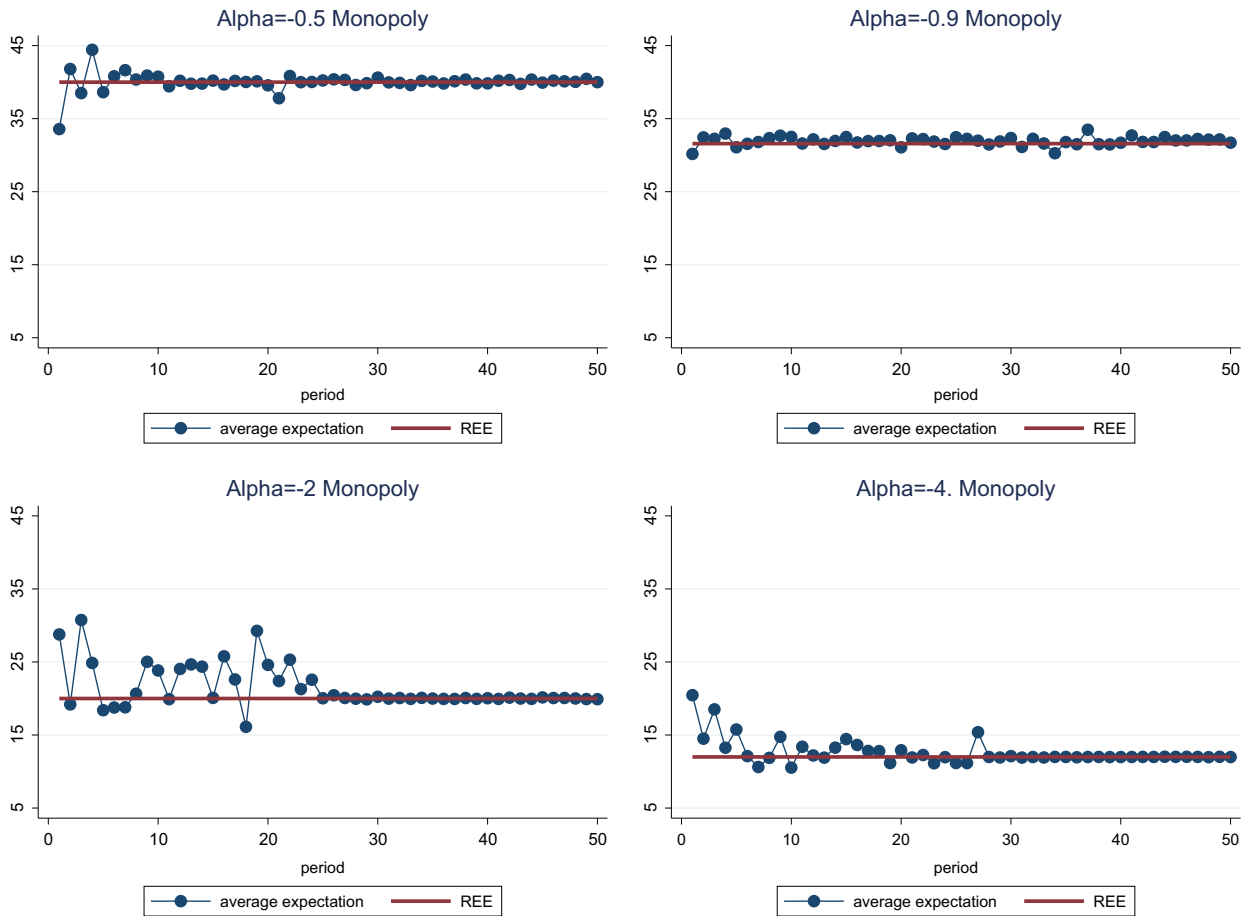 Alpha=-0.5 Monopoly
45
35
25
15
5
0 10 20 30 40 50
period
average expectation REE
Alpha=-0.9 Monopoly
45
35
25
15
5
0 10 20 30 40 50
period
average expectation REE
Alpha=-2 Monopoly
45
35
25
15
5
0 10 20 30 40 50
period
average expectation REE
Alpha=-4. Monopoly
45
35
25
15
5
0 10 20 30 40 50
period
average expectation REE